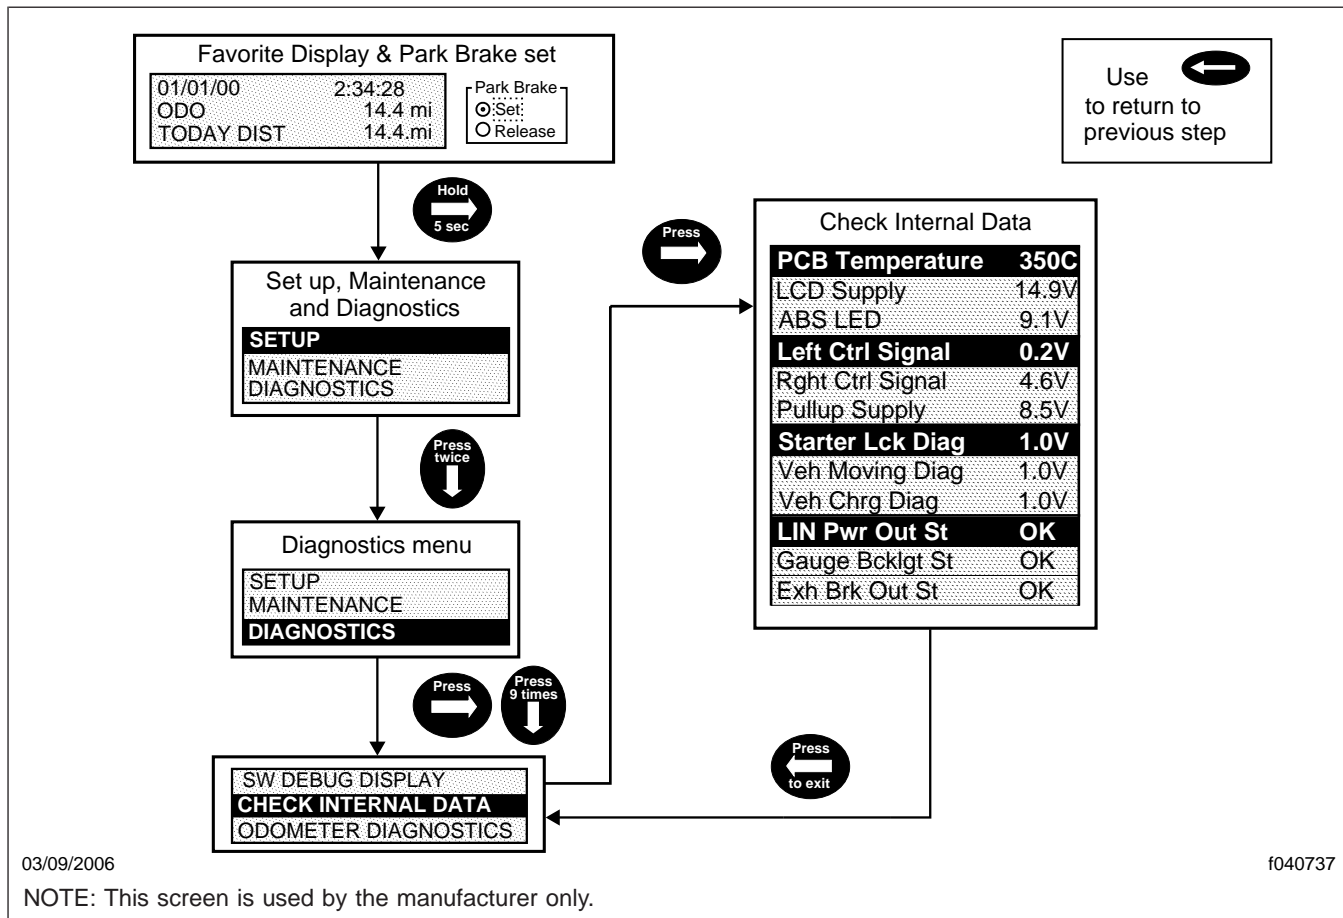 Favorite Display & Park Brake set
01/01/00 2:34:28
ODO 14.4 mi
TODAY DIST 14.4.mi
Park Brake
Set
Release
Use
to return to
previous step
Hold
5 sec
Set up, Maintenance
and Diagnostics
SETUP
MAINTENANCE
DIAGNOSTICS
Press
twice
Diagnostics menu
SETUP
MAINTENANCE
DIAGNOSTICS
Press
Press
9 times
SW DEBUG DISPLAY
CHECK INTERNAL DATA
ODOMETER DIAGNOSTICS
Press
Check Internal Data
PCB Temperature 350C
LCD Supply 14.9V
ABS LED 9.1V
Left Ctrl Signal 0.2V
Rght Ctrl Signal 4.6V
Pullup Supply 8.5V
Starter Lck Diag 1.0V
Veh Moving Diag 1.0V
Veh Chrg Diag 1.0V
LIN Pwr Out St OK
Gauge Bcklgt St OK
Exh Brk Out St OK
Press
to exit
03/09/2006 f040737
NOTE: This screen is used by the manufacturer only.